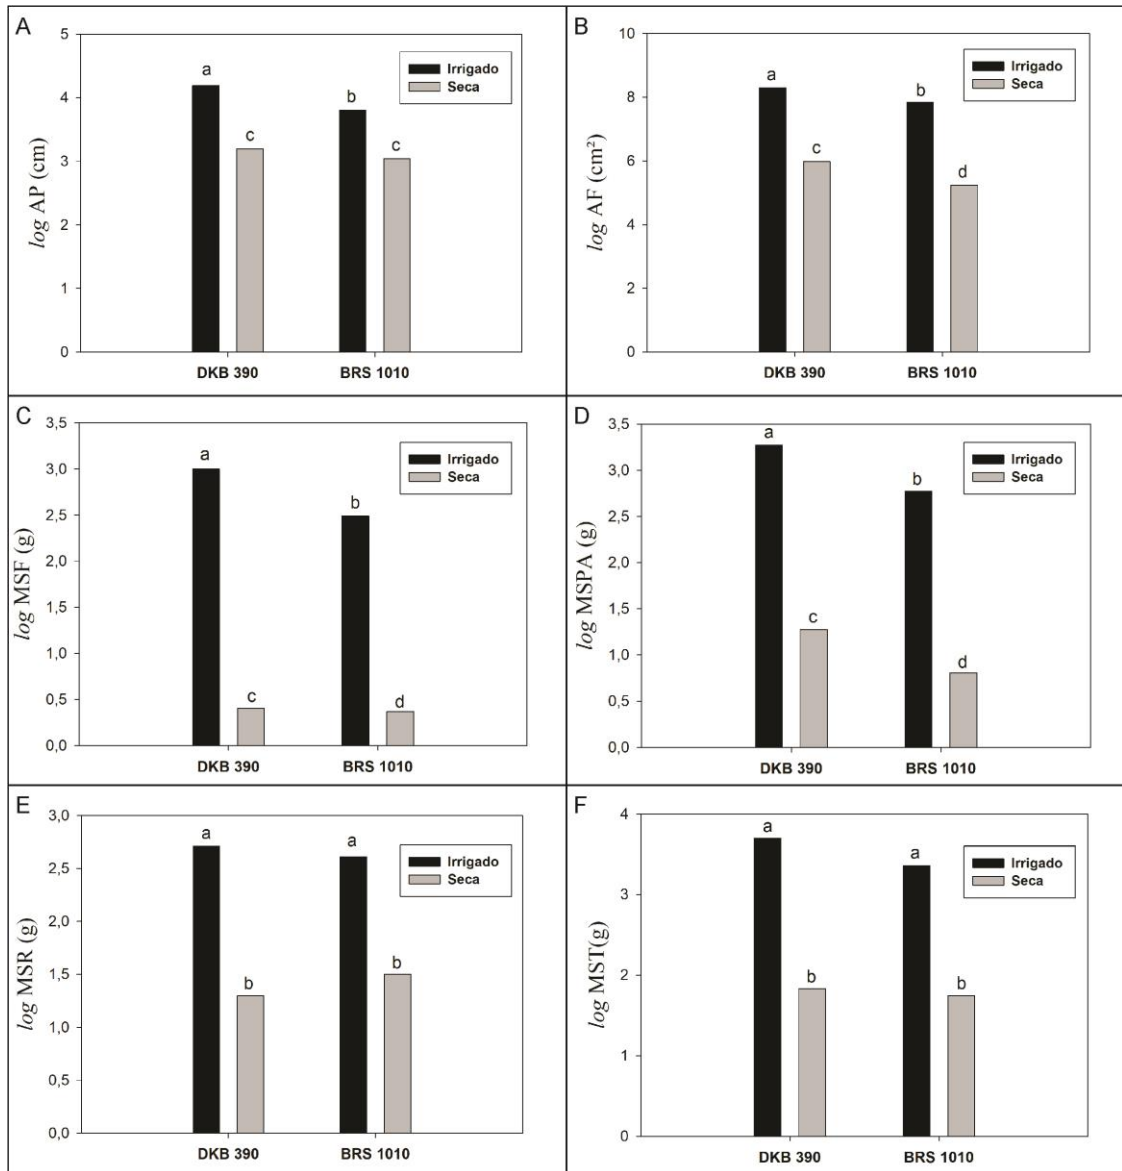 A
log AP (cm)
5
4
3
2
1
0
a
b
c
c
Irrigado
Seca
DKB 390
BRS 1010
B
log AF (cm²)
10
8
6
4
2
0
a
b
c
d
Irrigado
Seca
DKB 390
BRS 1010
C
log MSF (g)
3,5
3,0
2,5
2,0
1,5
1,0
0,5
0,0
a
b
c
d
Irrigado
Seca
DKB 390
BRS 1010
D
log MSPA (g)
3,5
3,0
2,5
2,0
1,5
1,0
0,5
0,0
a
b
c
d
Irrigado
Seca
DKB 390
BRS 1010
E
log MSR (g)
3,0
2,5
2,0
1,5
1,0
0,5
0,0
a
a
b
b
Irrigado
Seca
DKB 390
BRS 1010
F
log MST(g)
4
3
2
1
0
a
a
b
b
Irrigado
Seca
DKB 390
BRS 1010